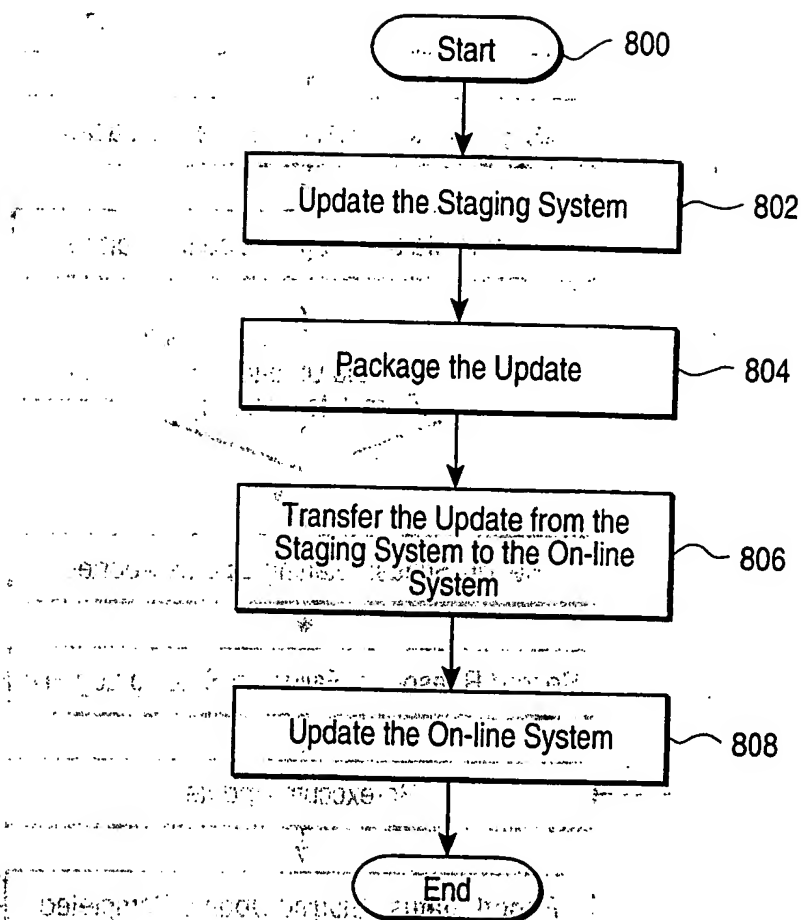 Start
800
Update the Staging System
802
Package the Update
804
Transfer the Update from the
Staging System to the On-line
System
806
Update the On-line System
808
End